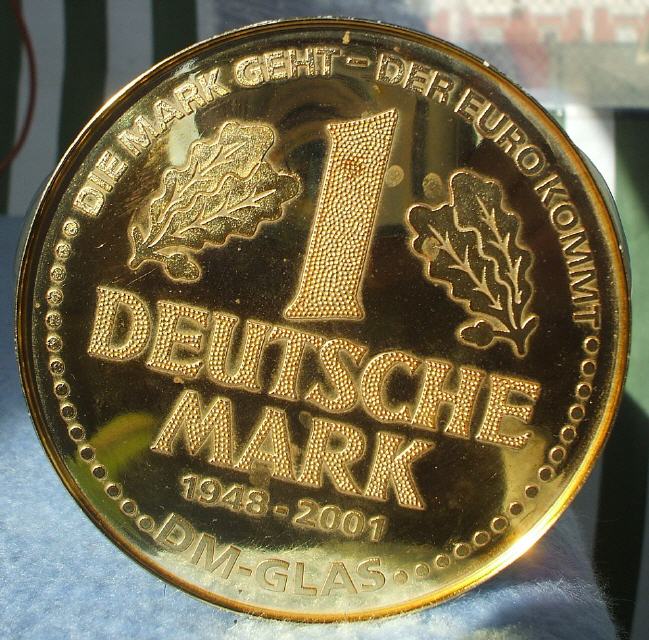 DIE MARK GEHT - DER EURO KOMMT
1
DEUTSCHE
MARK
1948 - 2001
DM-GLAS